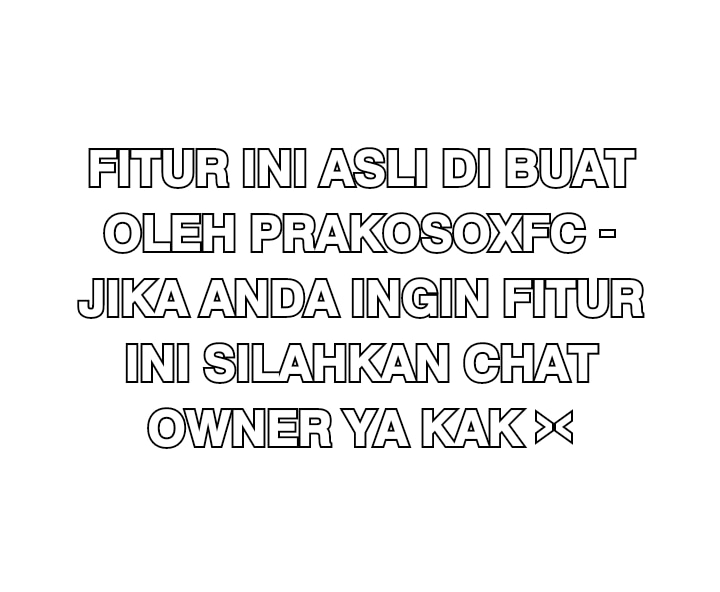 FITUR INI ASLI DI BUAT
OLEH PRAKOSOXFC -
JIKA ANDA INGIN FITUR
INI SILAHKAN CHAT
OWNER YA KAK ><